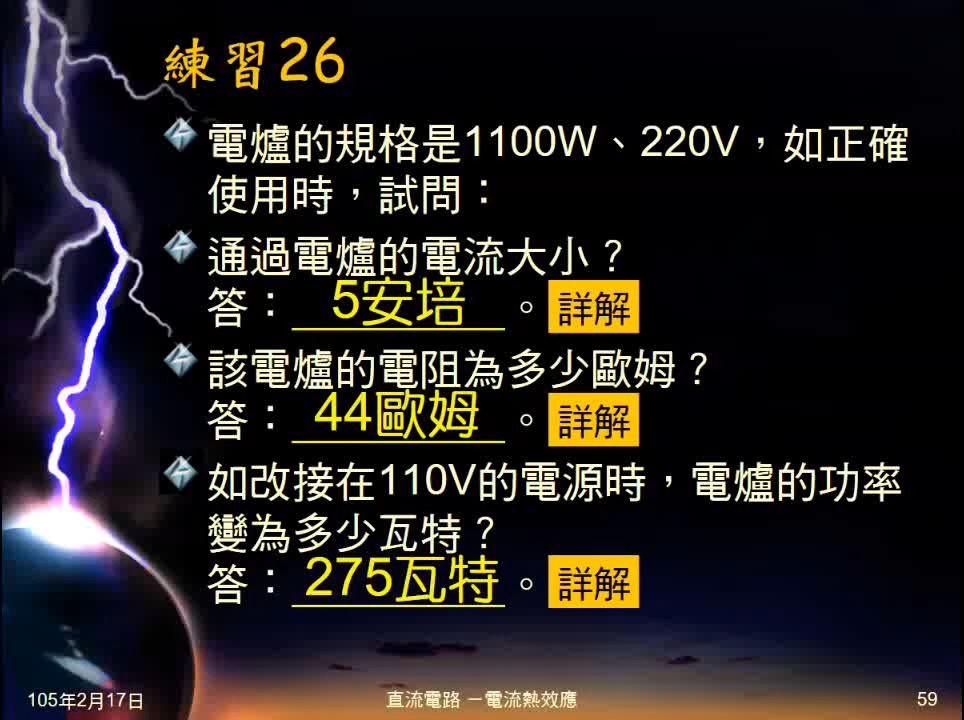 練習26
電爐的規格是1100W、220V，如正確
使用時，試問：
通過電爐的電流大小？
答：5安培。詳解
該電爐的電阻為多少歐姆？
答：44歐姆。詳解
如改接在110V的電源時，電爐的功率
變為多少瓦特？
答：275瓦特。詳解
105年2月17日
直流電路 －電流熱效應
59